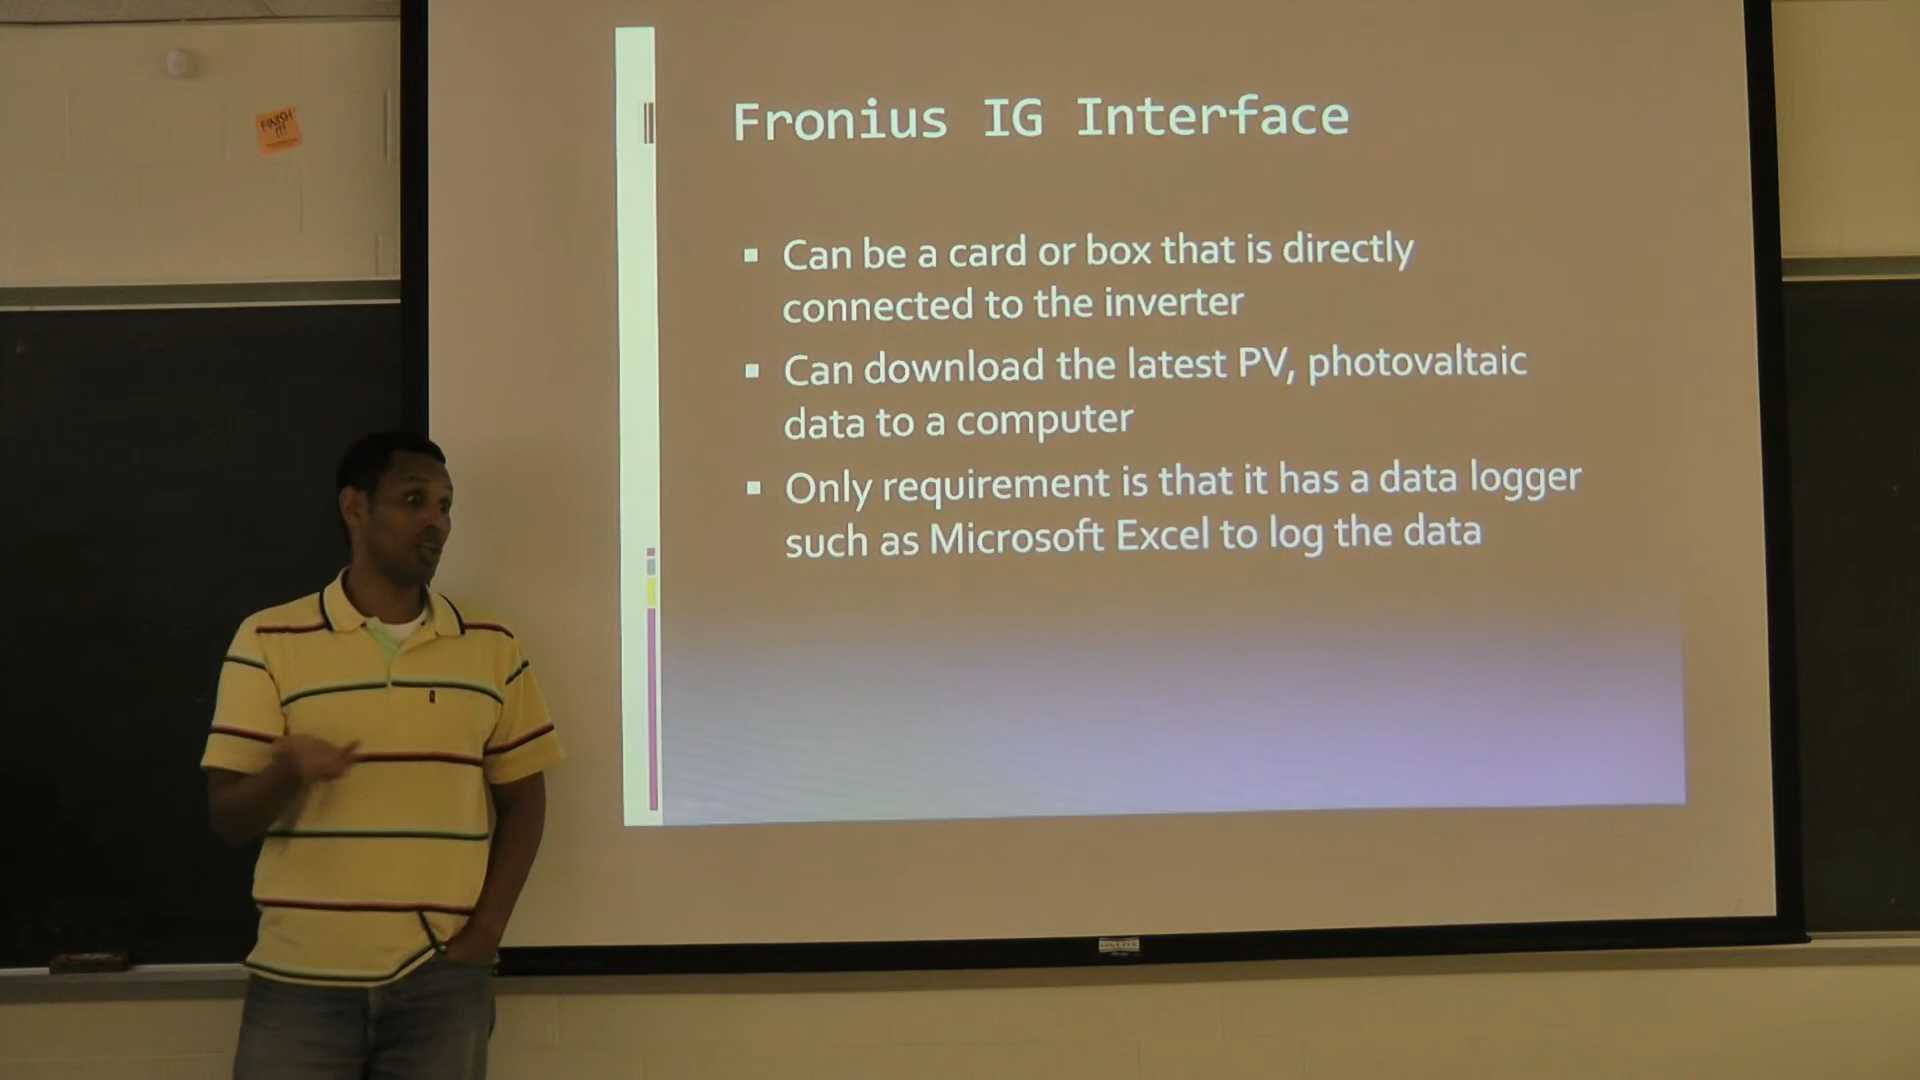 FINISH
IT!
Fronius IG Interface
Can be a card or box that is directly
connected to the inverter
Can download the latest PV, photovaltaic
data to a computer
Only requirement is that it has a data logger
such as Microsoft Excel to log the data